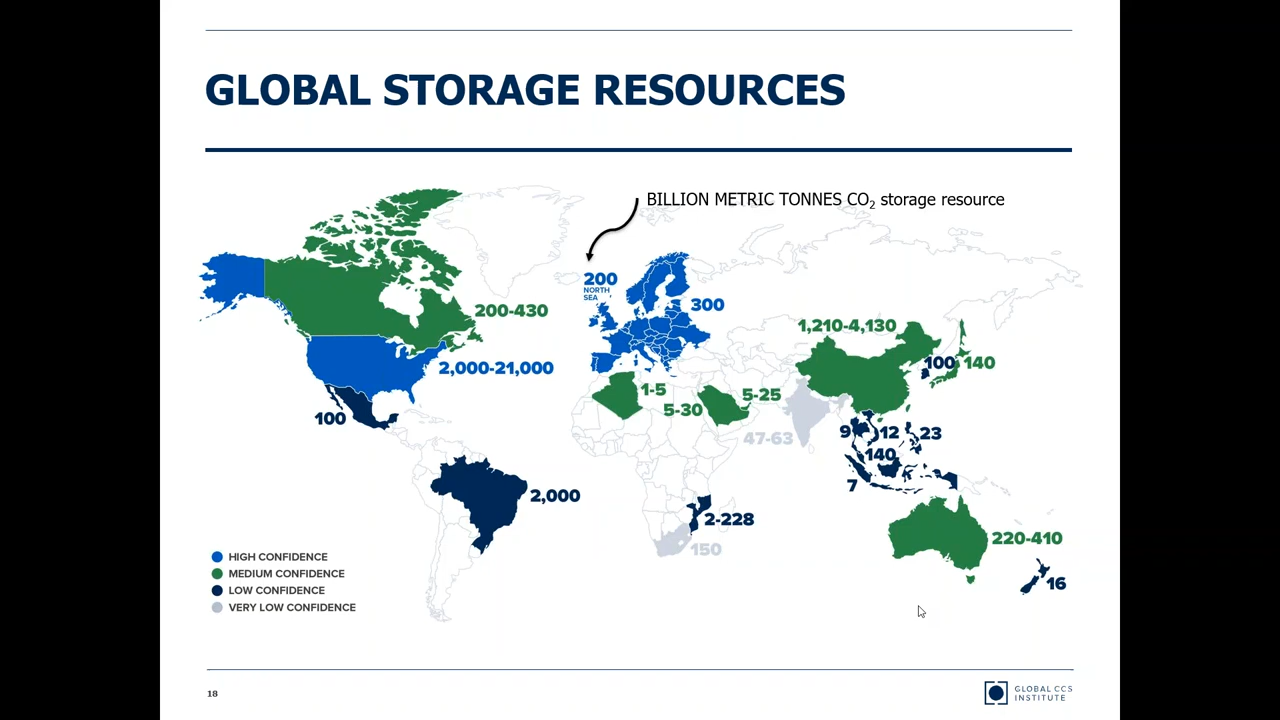 GLOBAL STORAGE RESOURCES
BILLION METRIC TONNES CO₂ storage resource
200
NORTH
SEA
300
200-430
1,210-4,130
2,000-21,000
100
140
1-5
5-30
5-25
100
47-63
9
12
23
140
7
2,000
2-228
150
220-410
16
HIGH CONFIDENCE
MEDIUM CONFIDENCE
LOW CONFIDENCE
VERY LOW CONFIDENCE
18
GLOBAL CCS
INSTITUTE